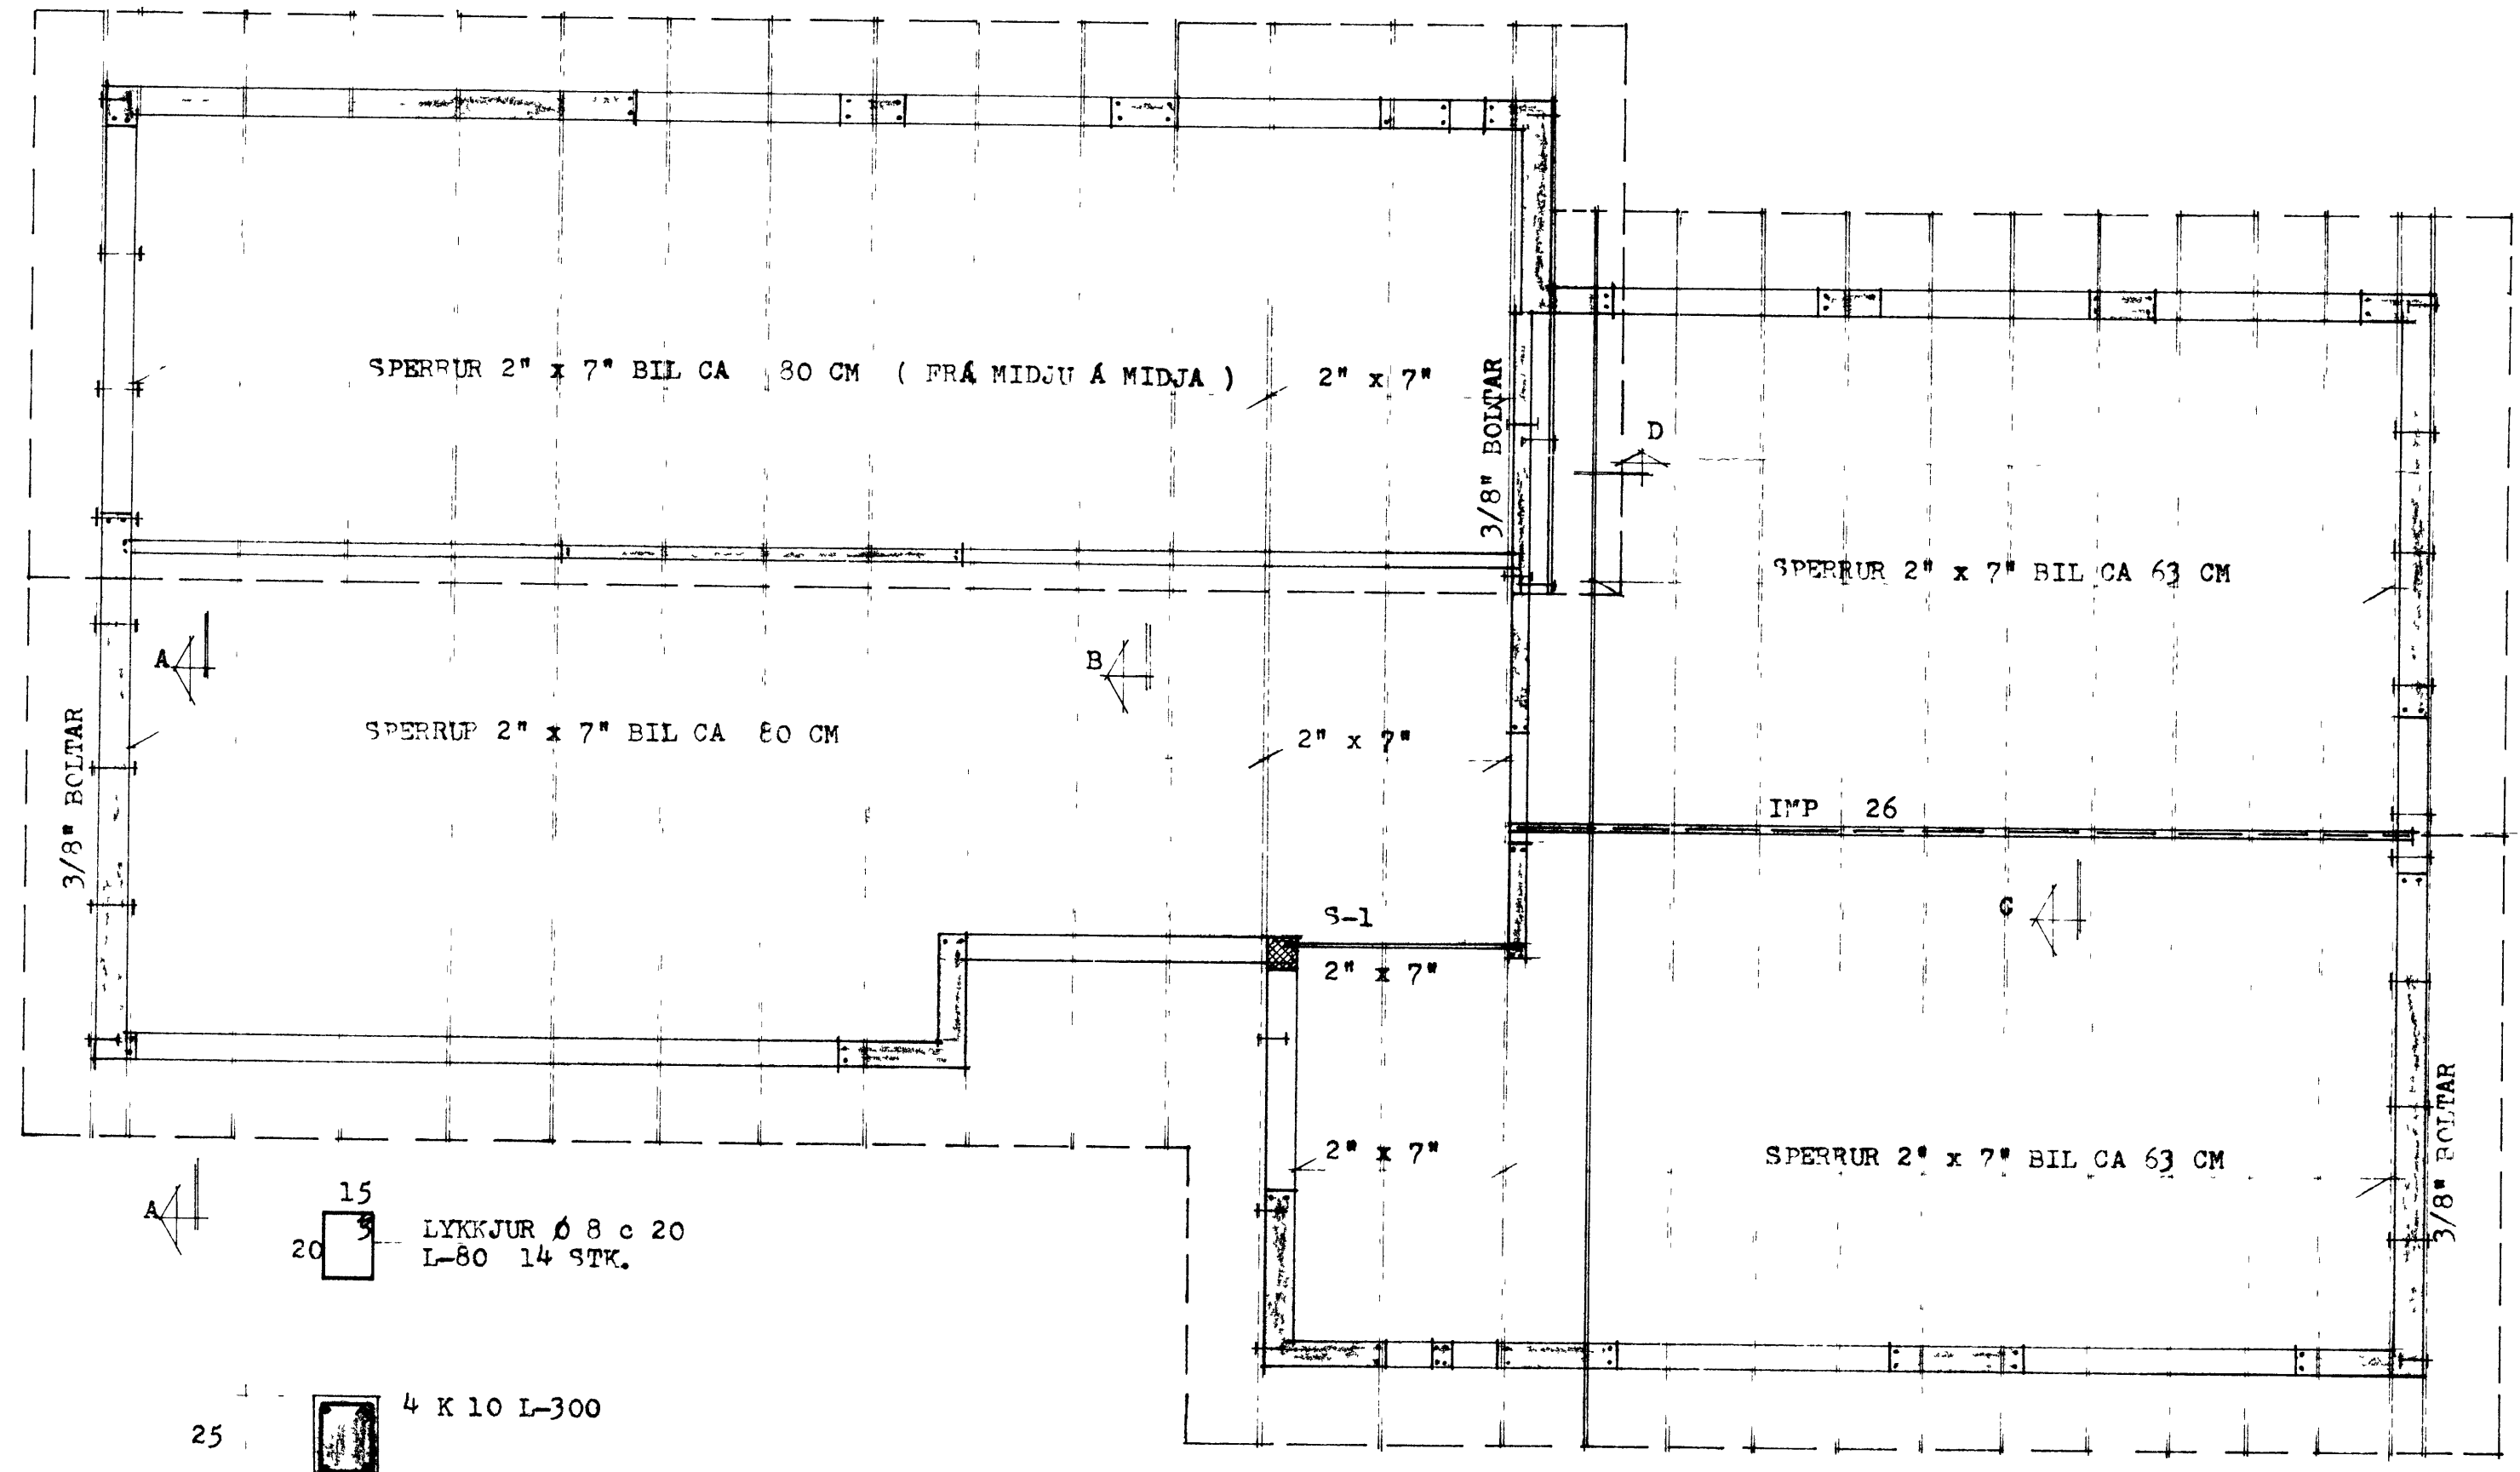 SPERRUR 2" x 7" BIL CA 80 CM ( FRÁ MIDJU Á MIDJA )
2" x 7"
3/8" BOLTAR
D
SPERRUR 2" x 7" BIL CA 63 CM
A
B
SPERRUR 2" x 7" BIL CA 80 CM
2" x 7"
3/8" BOLTAR
IMP 26
S-1
2" x 7"
C
2" x 7"
SPERRUR 2" x 7" BIL CA 63 CM
3/8" BOLTAR
A
15
5
20
LYKKJUR Ø 8 c 20
L-80 14 STK.
4 K 10 L-300
25